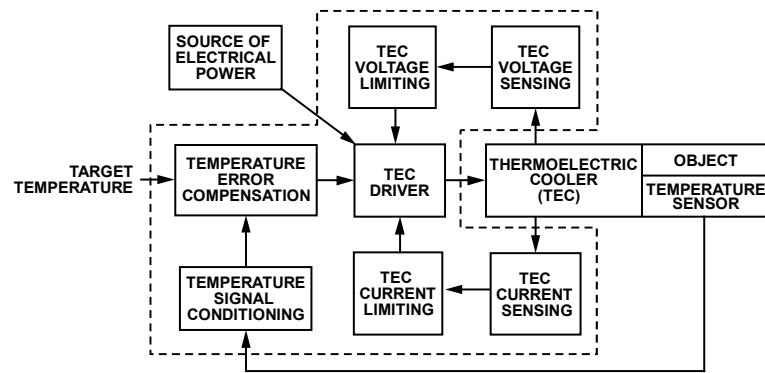 SOURCE OF
ELECTRICAL
POWER
TEC
VOLTAGE
LIMITING
TEC
VOLTAGE
SENSING
TARGET
TEMPERATURE
TEMPERATURE
ERROR
COMPENSATION
TEC
DRIVER
THERMOELECTRIC
COOLER
(TEC)
OBJECT
TEMPERATURE
SENSOR
TEMPERATURE
SIGNAL
CONDITIONING
TEC
CURRENT
LIMITING
TEC
CURRENT
SENSING